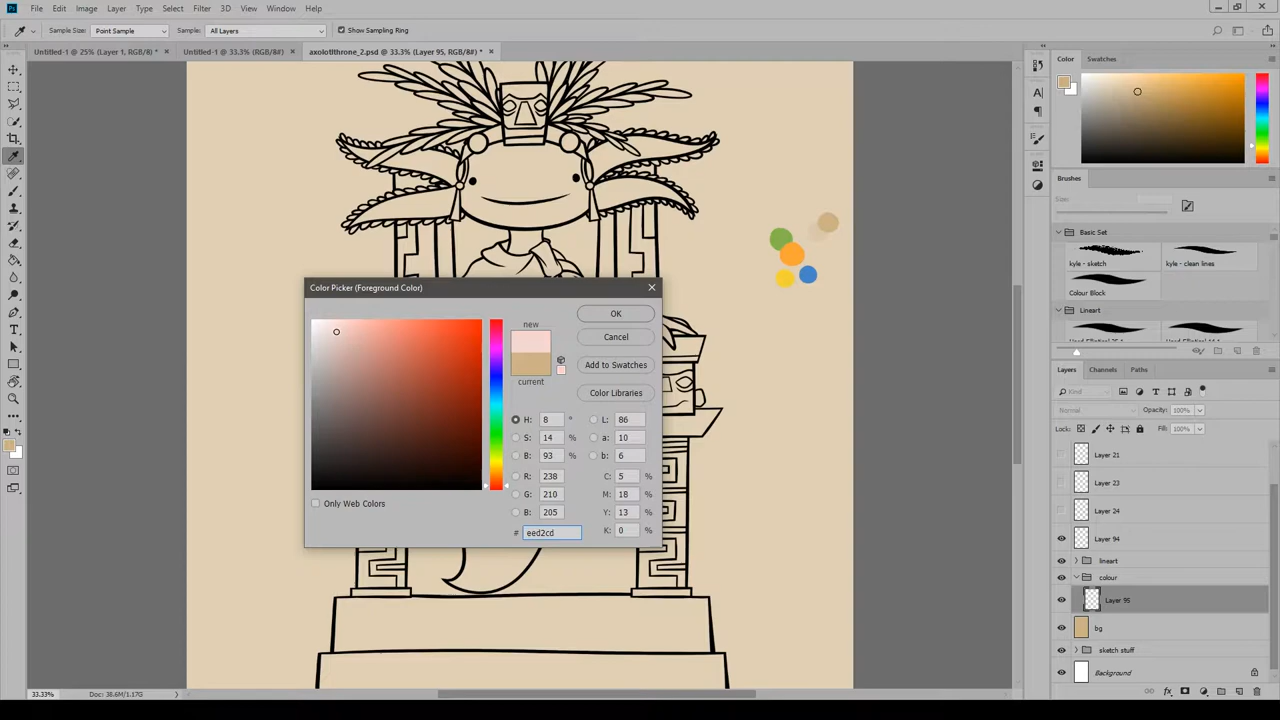 Ps File Edit Image Layer Type Select Filter 3D View Window Help
Sample Size: Point Sample Sample: All Layers Show Sampling Ring
Untitled-1 @ 25% (Layer 1, RGB/8) * × Untitled-1 @ 33.3% (RGB/8#) × axolotlthrone_2.psd @ 33.3% (Layer 95, RGB/8#) * ×
Color Swatches
Brushes
Size:
Basic Set
kyle - sketch kyle - clean lines
Colour Block
Lineart
Color Picker (Foreground Color)
new
current
OK
Cancel
Add to Swatches
Color Libraries
H: 8 ° L: 86
S: 14 % a: 10
B: 93 % b: 6
R: 238 C: 5 %
G: 210 M: 18 %
B: 205 Y: 13 %
# eed2cd K: 0 %
Only Web Colors
Layers Channels Paths
Kind
Normal Opacity: 100%
Lock: Fill: 100%
Layer 21
Layer 23
Layer 24
Layer 94
lineart
colour
Layer 95
bg
sketch stuff
Background
33.33% Doc: 38.6M/1.17G